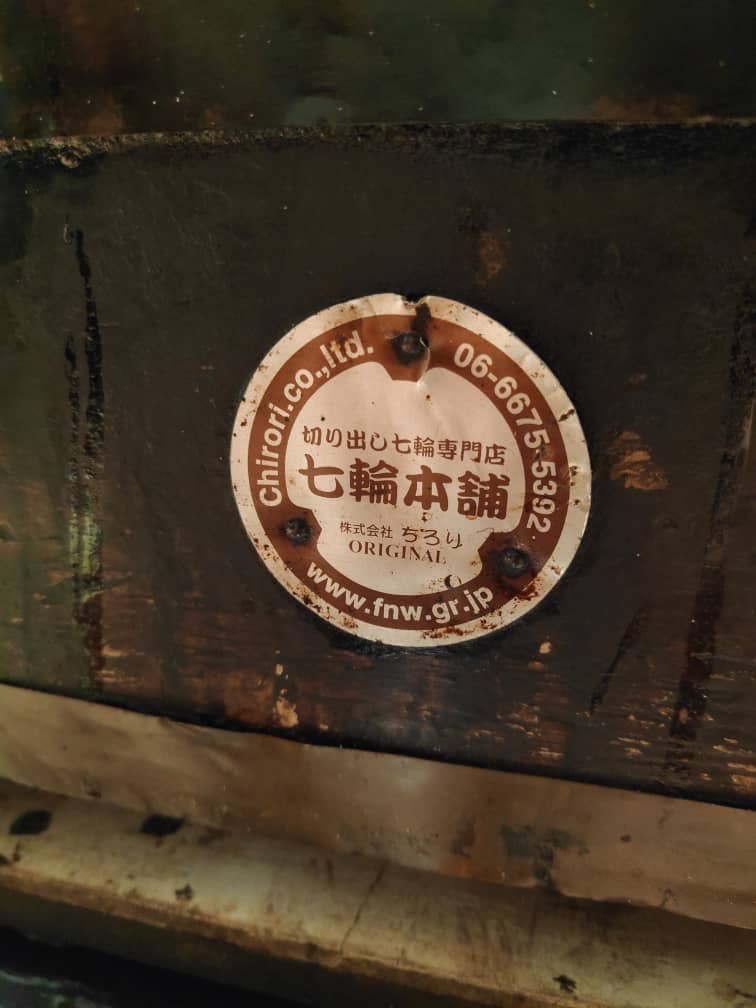 Chirori.co.,ltd.
06-6675-5392
切り出し七輪専門店
七輪本舗
株式会社 ちろり
ORIGINAL
www.fnw.gr.jp